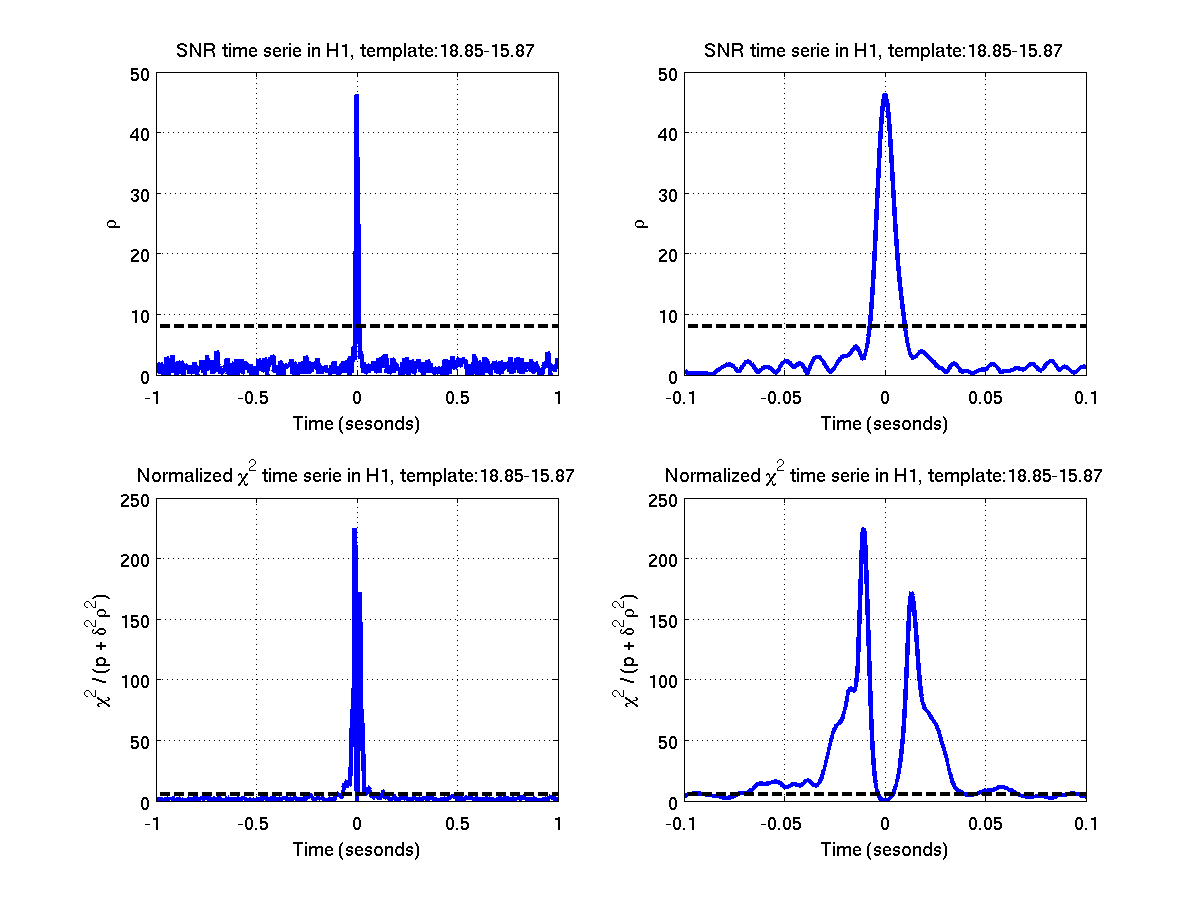 SNR time serie in H1, template:18.85-15.87
50
40
30
20
10
0
ρ
-1 -0.5 0 0.5 1
Time (sesonds)
SNR time serie in H1, template:18.85-15.87
50
40
30
20
10
0
ρ
-0.1 -0.05 0 0.05 0.1
Time (sesonds)
Normalized χ² time serie in H1, template:18.85-15.87
250
200
150
100
50
0
χ² / (p + δ²ρ²)
-1 -0.5 0 0.5 1
Time (sesonds)
Normalized χ² time serie in H1, template:18.85-15.87
250
200
150
100
50
0
χ² / (p + δ²ρ²)
-0.1 -0.05 0 0.05 0.1
Time (sesonds)